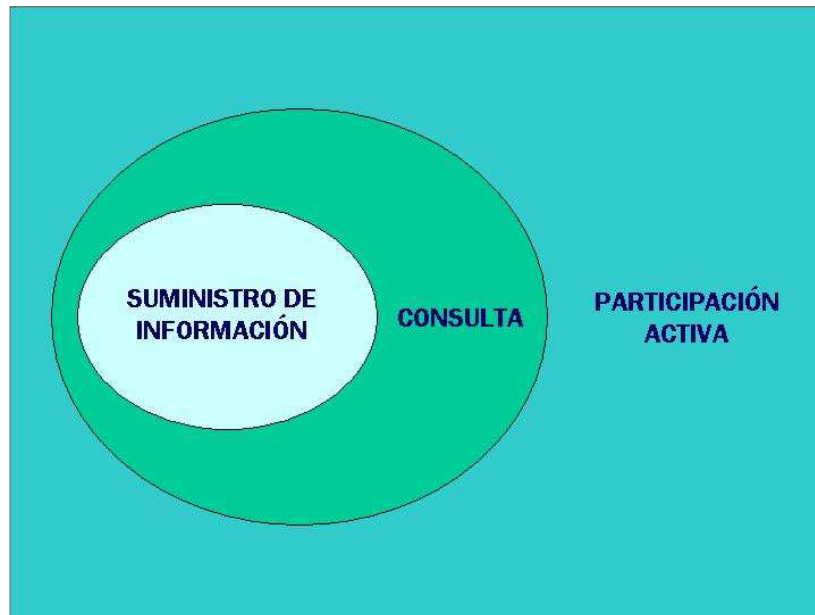 SUMINISTRO DE
INFORMACIÓN
CONSULTA
PARTICIPACIÓN
ACTIVA